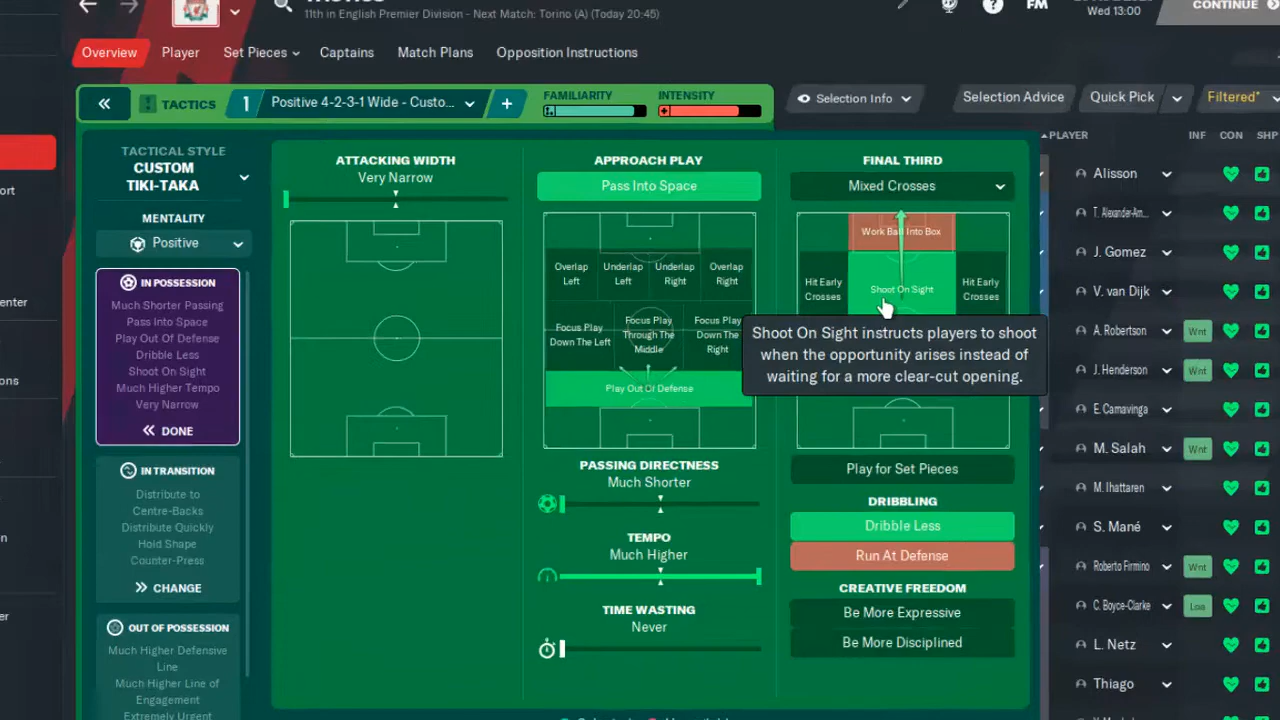 11th in English Premier Division - Next Match: Torino (A) (Today 20:45)
FM
Wed 13:00
CONTINUE
Overview
Player
Set Pieces
Captains
Match Plans
Opposition Instructions
TACTICS
1
Positive 4-2-3-1 Wide - Custo...
FAMILIARITY
INTENSITY
Selection Info
Selection Advice
Quick Pick
Filtered*
TACTICAL STYLE
CUSTOM
TIKI-TAKA
MENTALITY
Positive
IN POSSESSION
Much Shorter Passing
Pass Into Space
Play Out Of Defense
Dribble Less
Shoot On Sight
Much Higher Tempo
Very Narrow
DONE
IN TRANSITION
Distribute to
Centre-Backs
Distribute Quickly
Hold Shape
Counter-Press
CHANGE
OUT OF POSSESSION
Much Higher Defensive
Line
Much Higher Line of
Engagement
Extremely Urgent
ATTACKING WIDTH
Very Narrow
APPROACH PLAY
Pass Into Space
Overlap
Left
Underlap
Left
Underlap
Right
Overlap
Right
Focus Play
Down The Left
Focus Play
Through The
Middle
Focus Play
Down The
Right
Play Out Of Defense
PASSING DIRECTNESS
Much Shorter
TEMPO
Much Higher
TIME WASTING
Never
FINAL THIRD
Mixed Crosses
Work Ball Into Box
Hit Early
Crosses
Shoot On Sight
Hit Early
Crosses
Shoot On Sight instructs players to shoot
when the opportunity arises instead of
waiting for a more clear-cut opening.
Play for Set Pieces
DRIBBLING
Dribble Less
Run At Defense
CREATIVE FREEDOM
Be More Expressive
Be More Disciplined
PLAYER
INF
CON
SHP
Alisson
T. Alexander-Arn...
J. Gomez
V. van Dijk
A. Robertson
Wnt
J. Henderson
Wnt
E. Camavinga
M. Salah
Wnt
M. Ihattaren
S. Mané
Roberto Firmino
Wnt
C. Boyce-Clarke
Loa
L. Netz
Thiago